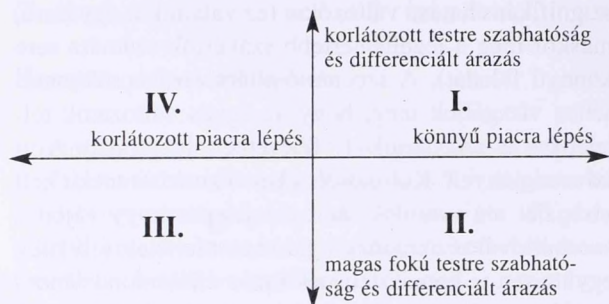 korlátozott testre szabhatóság
és differenciált árazás
IV.
I.
korlátozott piacra lépés
könnyű piacra lépés
III.
II.
magas fokú testre szabható-
ság és differenciált árazás